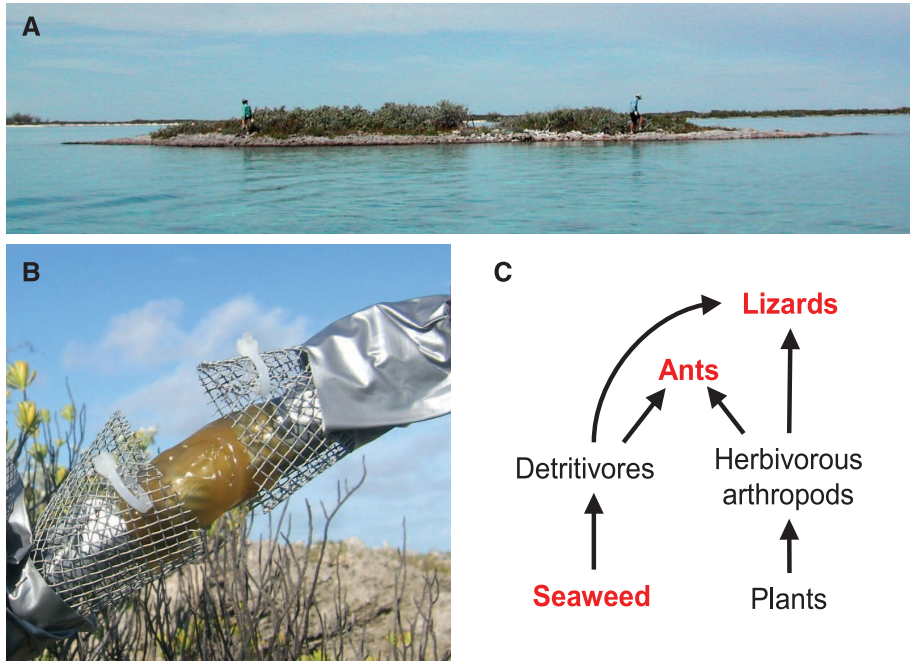 A
B
C
Lizards
Ants
Detritivores
Herbivorous
arthropods
Seaweed
Plants